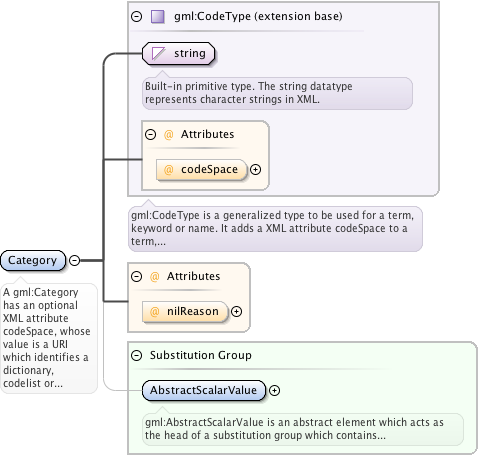 gml:CodeType (extension base)
string
Built-in primitive type. The string datatype
represents character strings in XML.
@ Attributes
@ codeSpace
gml:CodeType is a generalized type to be used for a term,
keyword or name. It adds a XML attribute codeSpace to a
term,...
Category
A gml:Category
has an optional
XML attribute
codeSpace, whose
value is a URI
which identifies a
dictionary,
codelist or...
@ Attributes
@ nilReason
Substitution Group
AbstractScalarValue
gml:AbstractScalarValue is an abstract element which acts as
the head of a substitution group which contains...